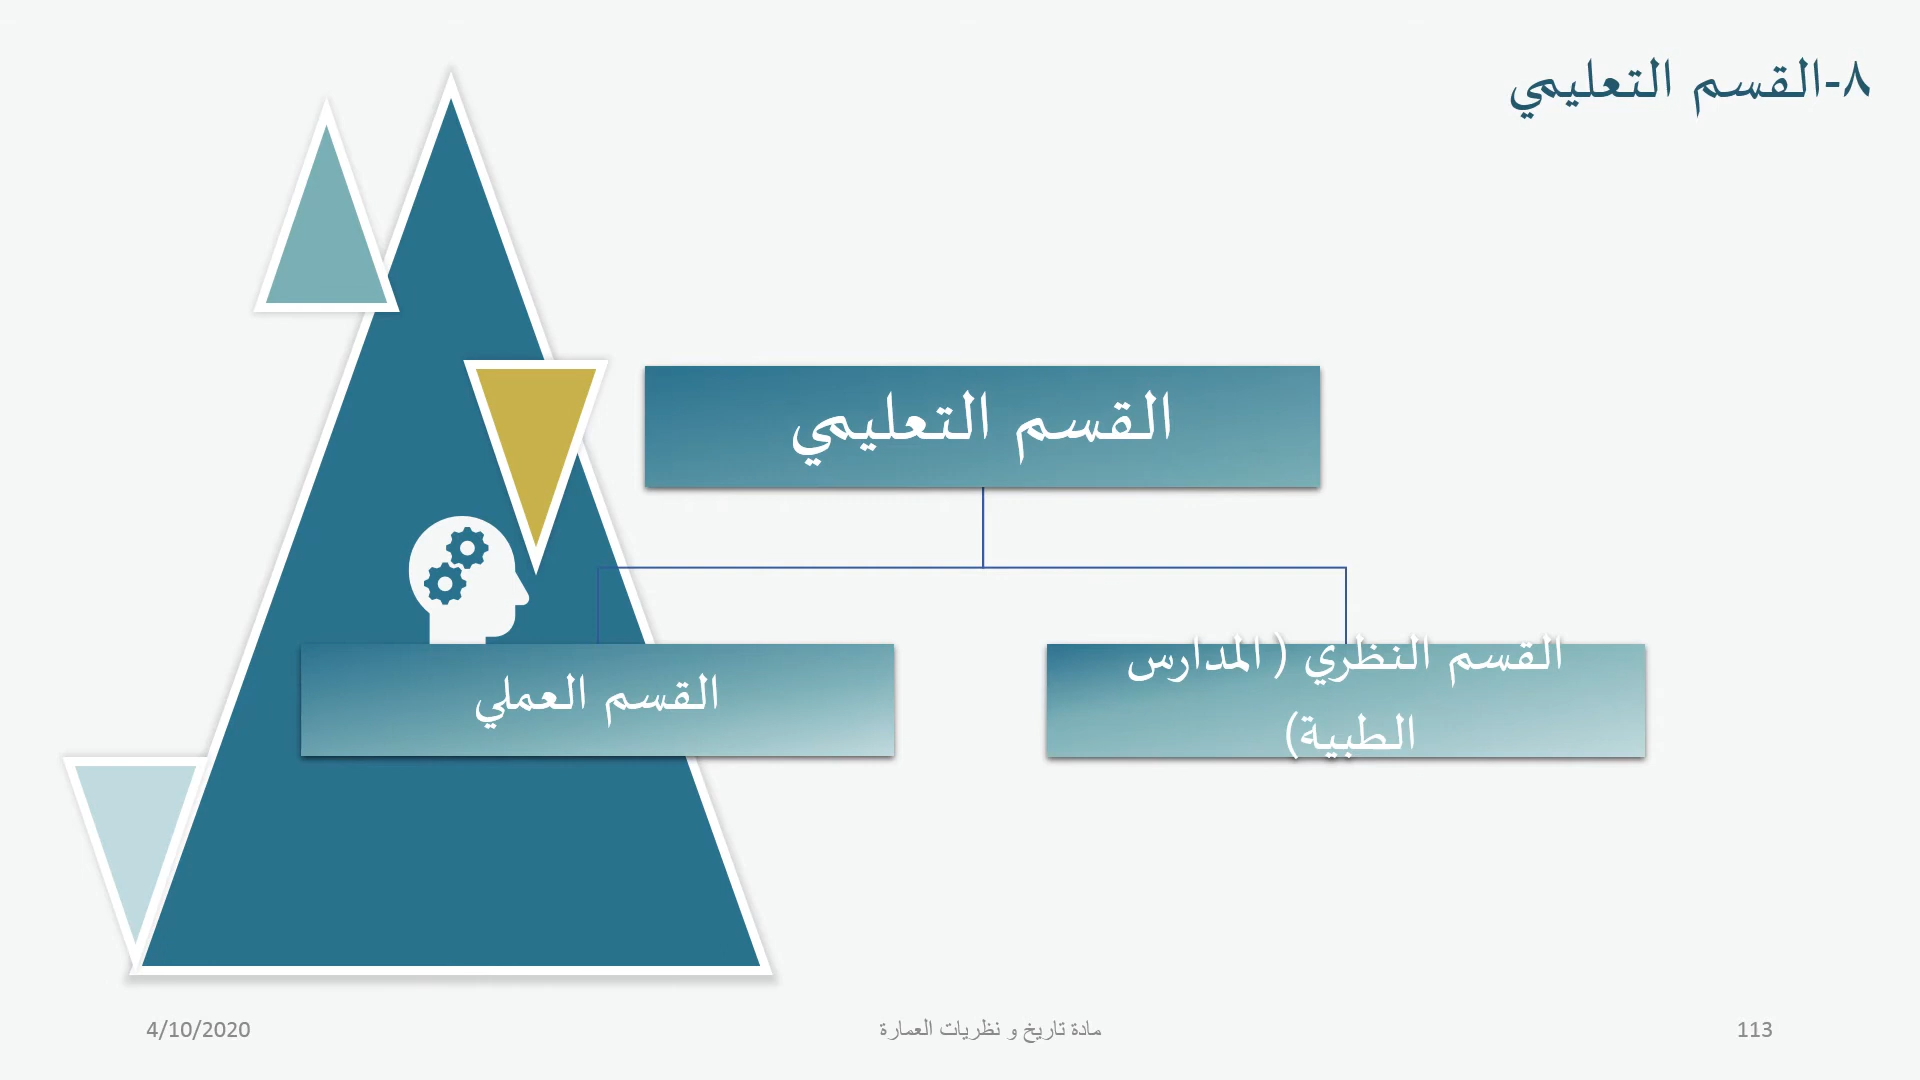 ٨-القسم التعليمي
القسم التعليمي
القسم النظري ( المدارس
الطبية)
القسم العملي
4/10/2020
مادة تاريخ و نظريات العمارة
113